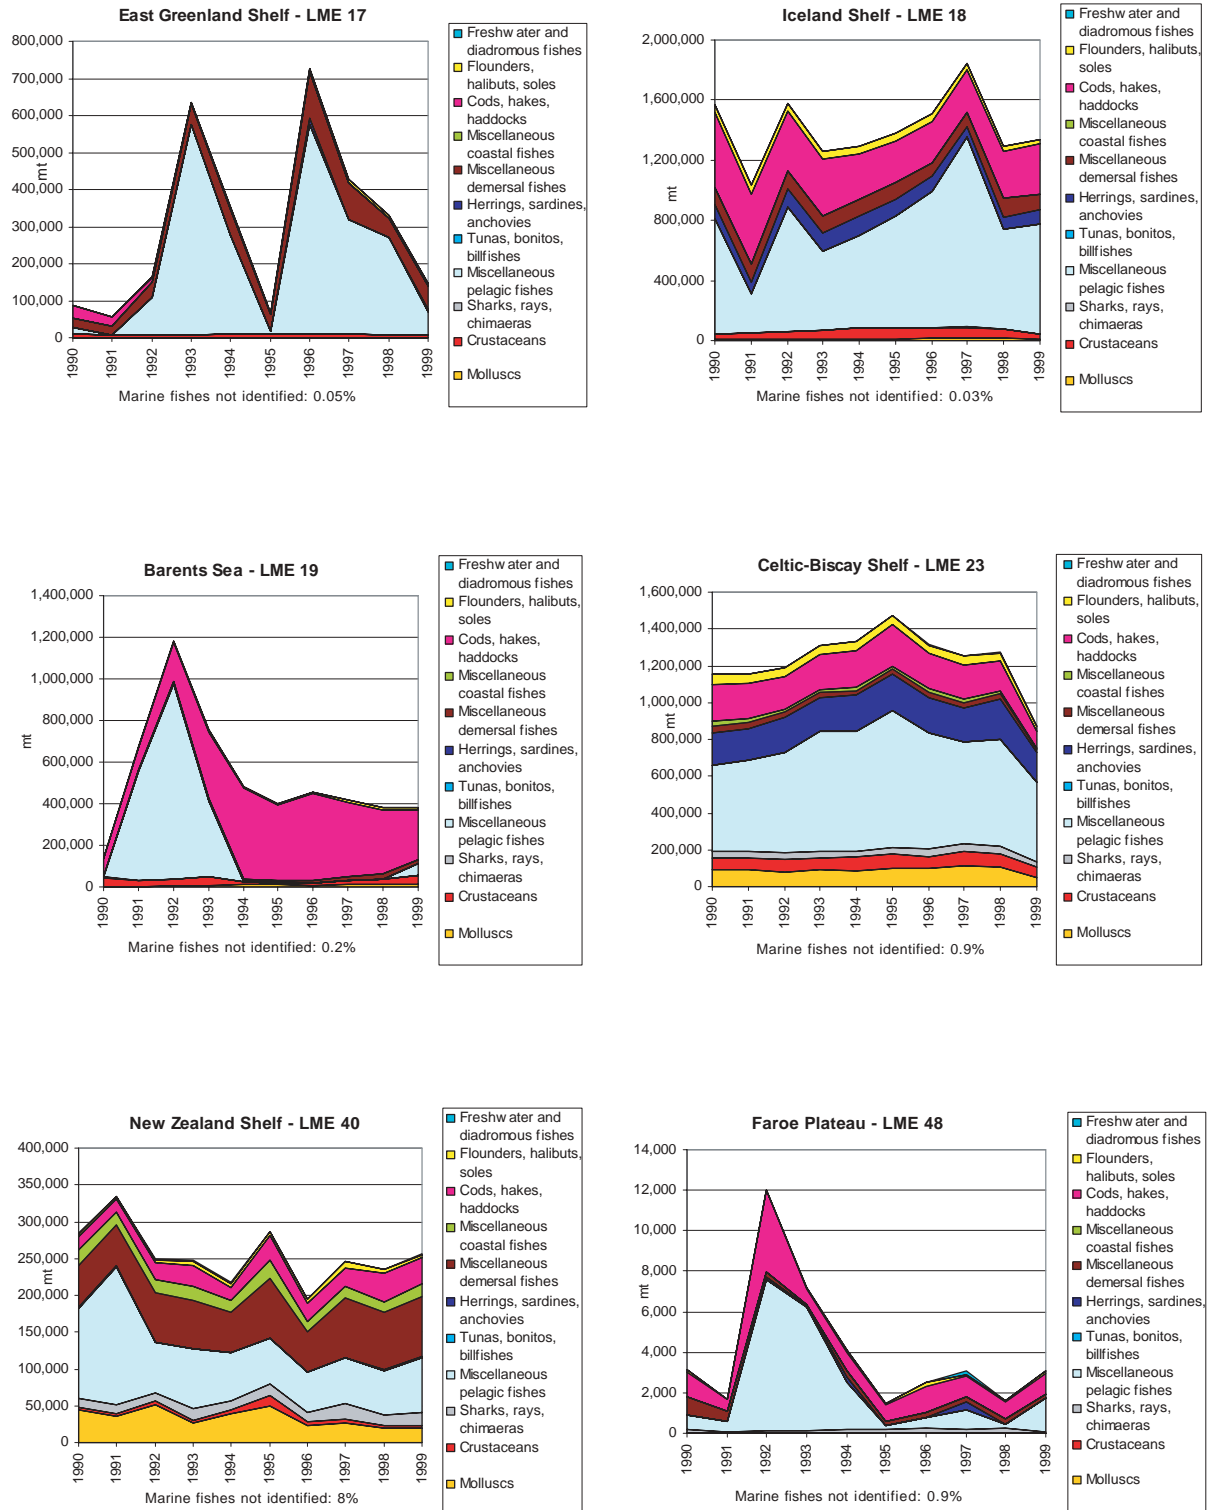 East Greenland Shelf - LME 17
800,000
700,000
600,000
500,000
400,000
300,000
200,000
100,000
0
mt
1990
1991
1992
1993
1994
1995
1996
1997
1998
1999
Marine fishes not identified: 0.05%
Freshwater and
diadromous fishes
Flounders,
halibuts, soles
Cods, hakes,
haddocks
Miscellaneous
coastal fishes
Miscellaneous
demersal fishes
Herrings, sardines,
anchovies
Tunas, bonitos,
billfishes
Miscellaneous
pelagic fishes
Sharks, rays,
chimaeras
Crustaceans
Molluscs
Iceland Shelf - LME 18
2,000,000
1,600,000
1,200,000
800,000
400,000
0
mt
1990
1991
1992
1993
1994
1995
1996
1997
1998
1999
Marine fishes not identified: 0.03%
Freshwater and
diadromous fishes
Flounders, halibuts,
soles
Cods, hakes,
haddocks
Miscellaneous
coastal fishes
Miscellaneous
demersal fishes
Herrings, sardines,
anchovies
Tunas, bonitos,
billfishes
Miscellaneous
pelagic fishes
Sharks, rays,
chimaeras
Crustaceans
Molluscs
Barents Sea - LME 19
1,400,000
1,200,000
1,000,000
800,000
600,000
400,000
200,000
0
mt
1990
1991
1992
1993
1994
1995
1996
1997
1998
1999
Marine fishes not identified: 0.2%
Freshwater and
diadromous fishes
Flounders, halibuts,
soles
Cods, hakes,
haddocks
Miscellaneous
coastal fishes
Miscellaneous
demersal fishes
Herrings, sardines,
anchovies
Tunas, bonitos,
billfishes
Miscellaneous
pelagic fishes
Sharks, rays,
chimaeras
Crustaceans
Molluscs
Celtic-Biscay Shelf - LME 23
1,600,000
1,400,000
1,200,000
1,000,000
800,000
600,000
400,000
200,000
0
mt
1990
1991
1992
1993
1994
1995
1996
1997
1998
1999
Marine fishes not identified: 0.9%
Freshwater and
diadromous fishes
Flounders, halibuts,
soles
Cods, hakes,
haddocks
Miscellaneous
coastal fishes
Miscellaneous
demersal fishes
Herrings, sardines,
anchovies
Tunas, bonitos,
billfishes
Miscellaneous
pelagic fishes
Sharks, rays,
chimaeras
Crustaceans
Molluscs
New Zealand Shelf - LME 40
400,000
350,000
300,000
250,000
200,000
150,000
100,000
50,000
0
mt
1990
1991
1992
1993
1994
1995
1996
1997
1998
1999
Marine fishes not identified: 8%
Freshwater and
diadromous fishes
Flounders, halibuts,
soles
Cods, hakes,
haddocks
Miscellaneous
coastal fishes
Miscellaneous
demersal fishes
Herrings, sardines,
anchovies
Tunas, bonitos,
billfishes
Miscellaneous
pelagic fishes
Sharks, rays,
chimaeras
Crustaceans
Molluscs
Faroe Plateau - LME 48
14,000
12,000
10,000
8,000
6,000
4,000
2,000
0
mt
1990
1991
1992
1993
1994
1995
1996
1997
1998
1999
Marine fishes not identified: 0.9%
Freshwater and
diadromous fishes
Flounders,
halibuts, soles
Cods, hakes,
haddocks
Miscellaneous
coastal fishes
Miscellaneous
demersal fishes
Herrings, sardines,
anchovies
Tunas, bonitos,
billfishes
Miscellaneous
pelagic fishes
Sharks, rays,
chimaeras
Crustaceans
Molluscs